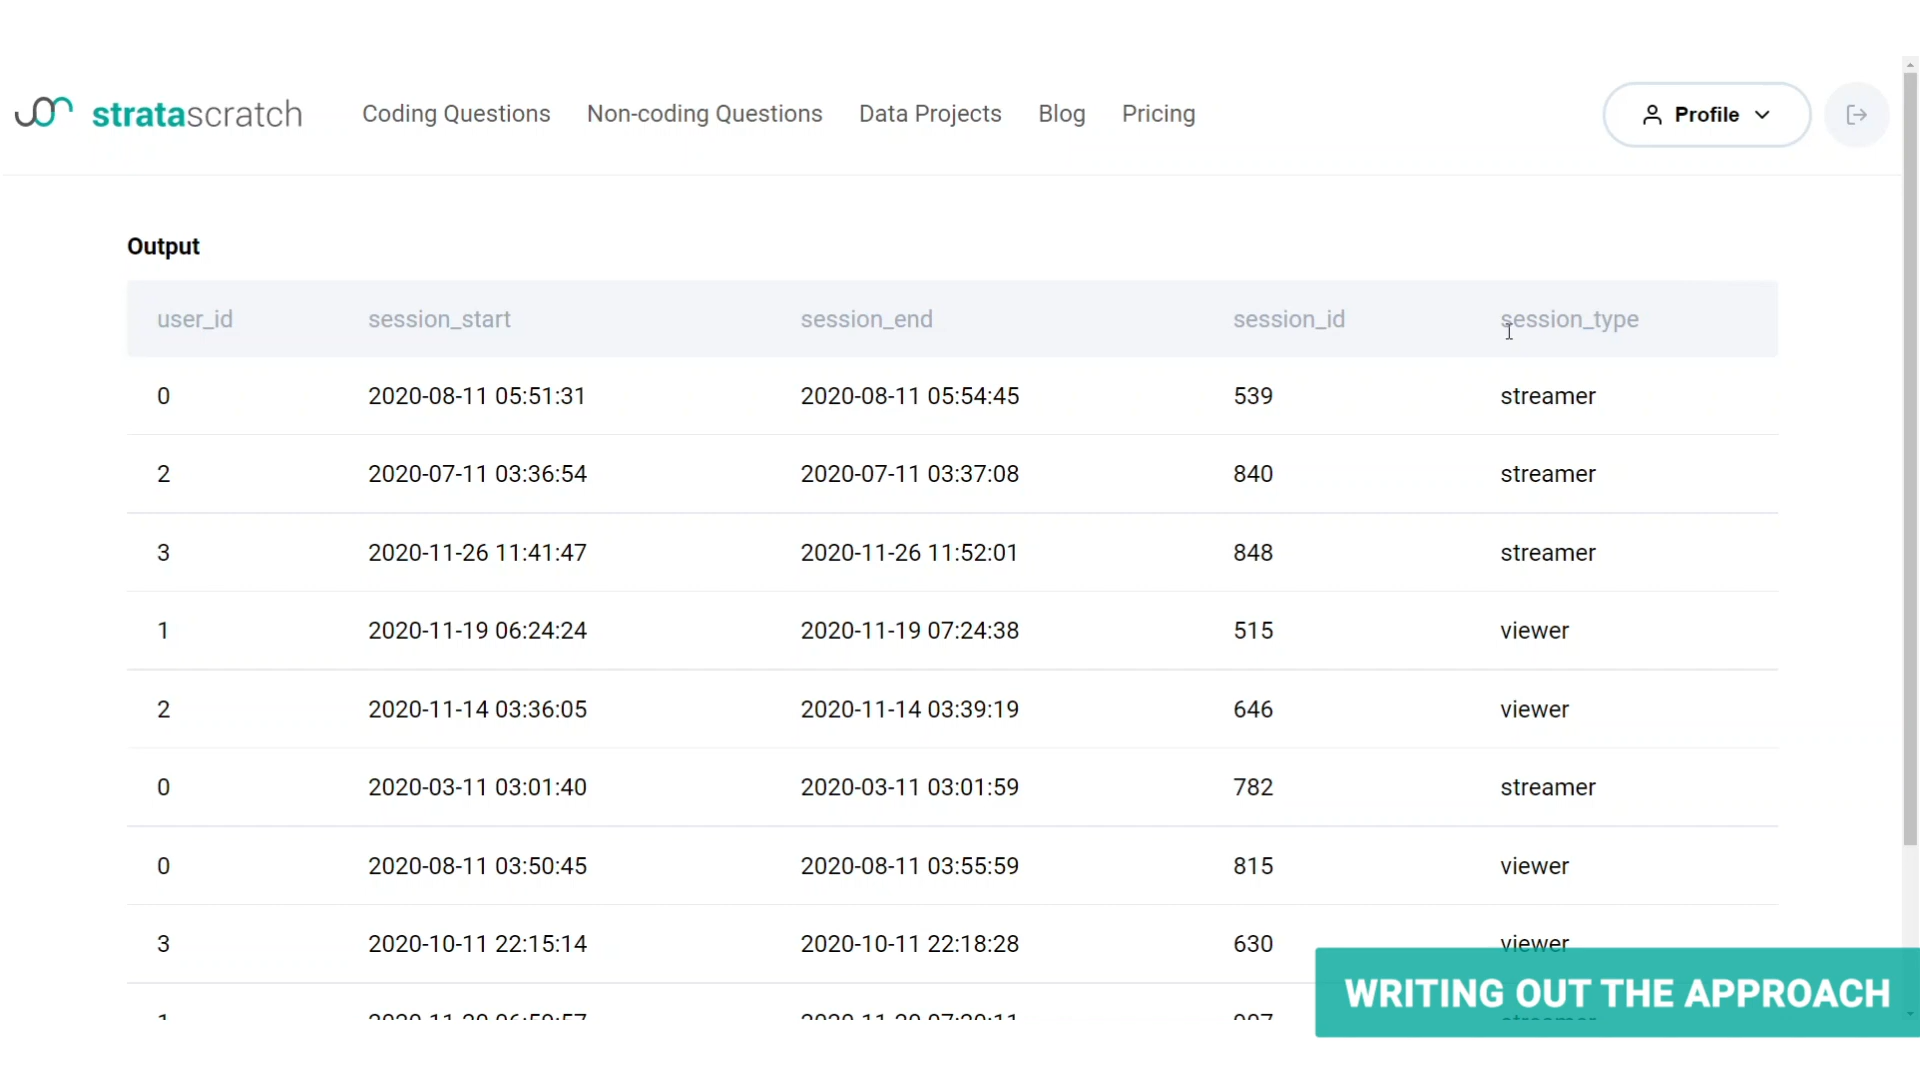 stratascratch Coding Questions Non-coding Questions Data Projects Blog Pricing Profile
Output
user_id session_start session_end session_id session_type
0 2020-08-11 05:51:31 2020-08-11 05:54:45 539 streamer
2 2020-07-11 03:36:54 2020-07-11 03:37:08 840 streamer
3 2020-11-26 11:41:47 2020-11-26 11:52:01 848 streamer
1 2020-11-19 06:24:24 2020-11-19 07:24:38 515 viewer
2 2020-11-14 03:36:05 2020-11-14 03:39:19 646 viewer
0 2020-03-11 03:01:40 2020-03-11 03:01:59 782 streamer
0 2020-08-11 03:50:45 2020-08-11 03:55:59 815 viewer
3 2020-10-11 22:15:14 2020-10-11 22:18:28 630 viewer
WRITING OUT THE APPROACH